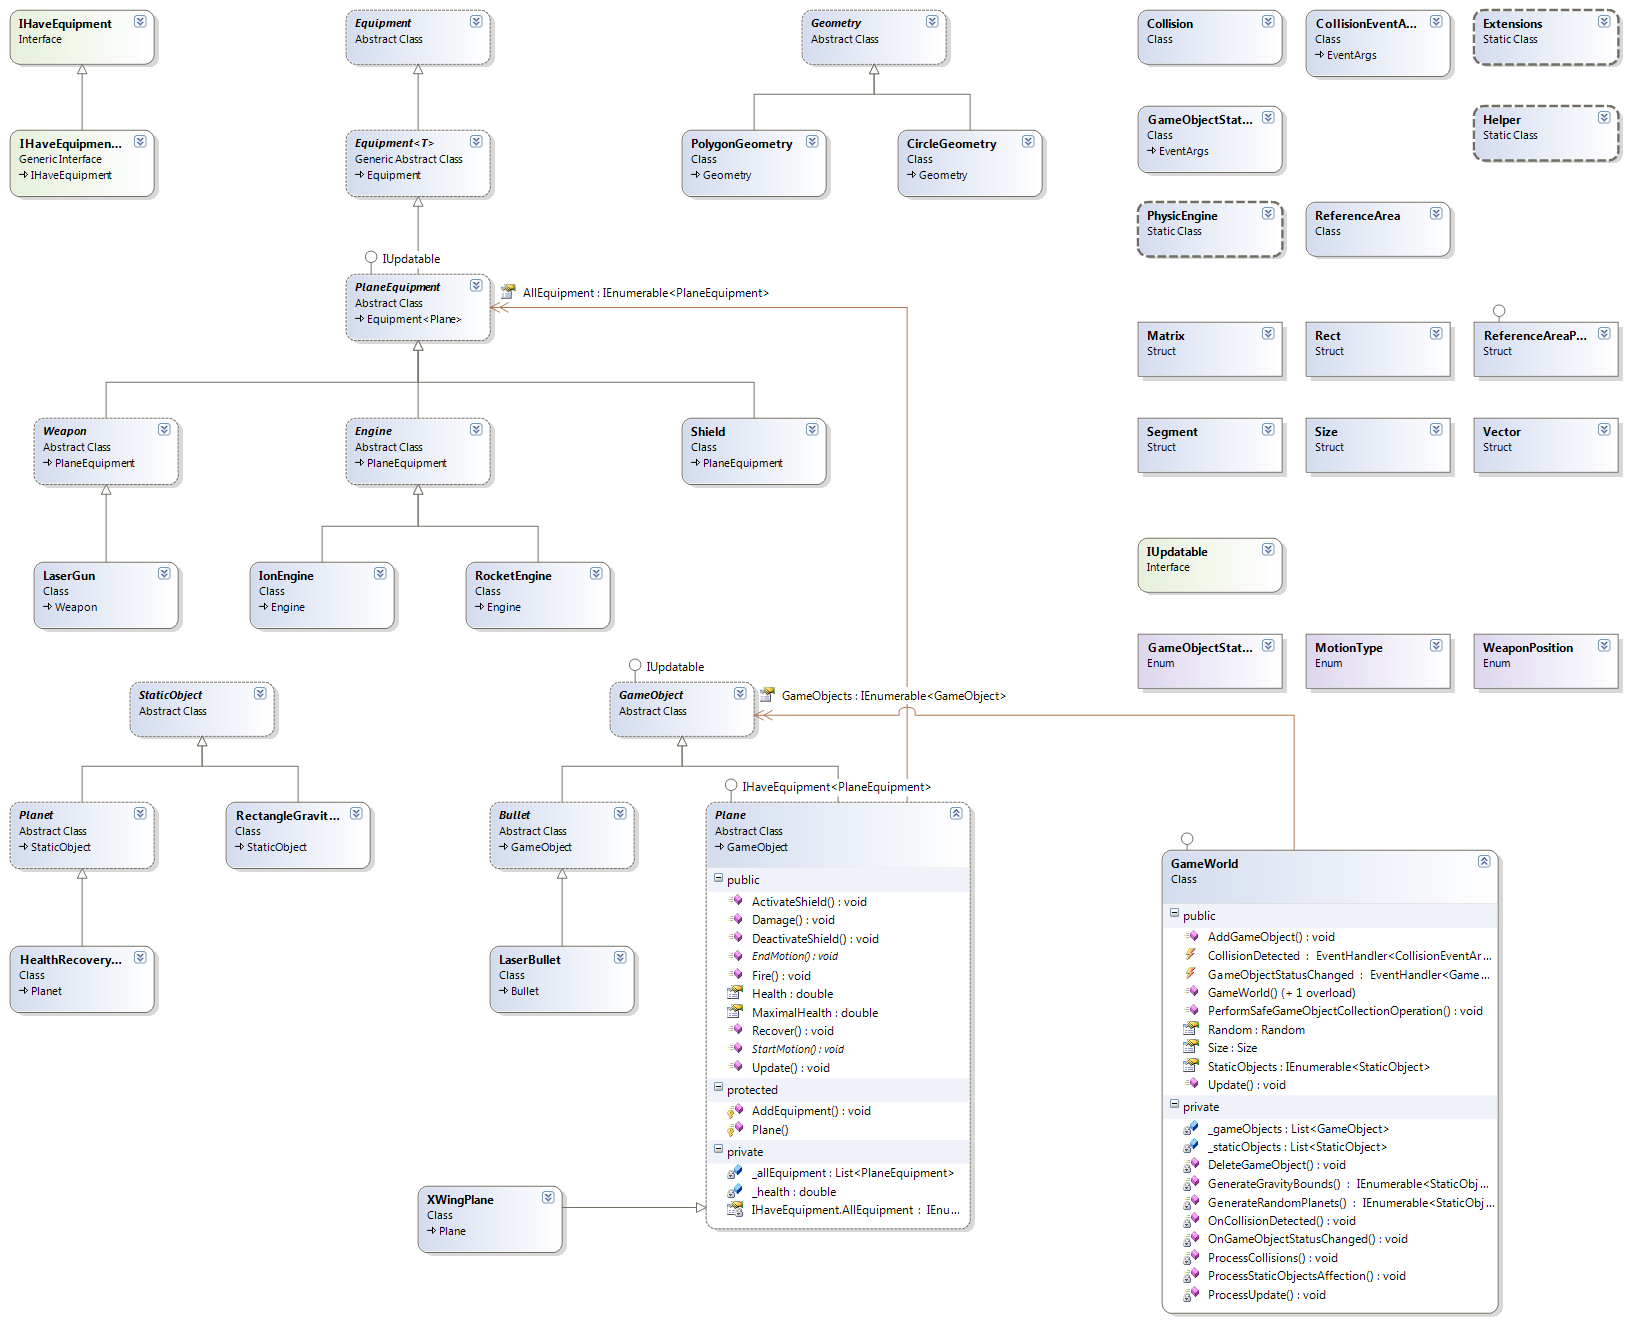 IHaveEquipment
Interface
Equipment
Abstract Class
Geometry
Abstract Class
Collision
Class
CollisionEventA...
Class
EventArgs
Extensions
Static Class
IHaveEquipmen...
Generic Interface
IHaveEquipment
Equipment<T>
Generic Abstract Class
Equipment
PolygonGeometry
Class
Geometry
CircleGeometry
Class
Geometry
GameObjectStat...
Class
EventArgs
Helper
Static Class
PhysicEngine
Static Class
ReferenceArea
Class
IUpdatable
PlaneEquipment
Abstract Class
Equipment<Plane>
AllEquipment : IEnumerable<PlaneEquipment>
Matrix
Struct
Rect
Struct
ReferenceAreaP...
Struct
Weapon
Abstract Class
PlaneEquipment
Engine
Abstract Class
PlaneEquipment
Shield
Class
PlaneEquipment
Segment
Struct
Size
Struct
Vector
Struct
LaserGun
Class
Weapon
IonEngine
Class
Engine
RocketEngine
Class
Engine
IUpdatable
Interface
GameObjectStat...
Enum
MotionType
Enum
WeaponPosition
Enum
StaticObject
Abstract Class
IUpdatable
GameObject
Abstract Class
GameObjects : IEnumerable<GameObject>
Planet
Abstract Class
StaticObject
RectangleGravit...
Class
StaticObject
Bullet
Abstract Class
GameObject
IHaveEquipment<PlaneEquipment>
Plane
Abstract Class
GameObject
public
ActivateShield() : void
Damage() : void
DeactivateShield() : void
EndMotion() : void
Fire() : void
Health : double
MaximalHealth : double
Recover() : void
StartMotion() : void
Update() : void
protected
AddEquipment() : void
Plane()
private
_allEquipment : List<PlaneEquipment>
_health : double
IHaveEquipment.AllEquipment : IEnu...
HealthRecovery...
Class
Planet
LaserBullet
Class
Bullet
XWingPlane
Class
Plane
GameWorld
Class
public
AddGameObject() : void
CollisionDetected : EventHandler<CollisionEventAr...
GameObjectStatusChanged : EventHandler<Game...
GameWorld() (+ 1 overload)
PerformSafeGameObjectCollectionOperation() : void
Random : Random
Size : Size
StaticObjects : IEnumerable<StaticObject>
Update() : void
private
_gameObjects : List<GameObject>
_staticObjects : List<StaticObject>
DeleteGameObject() : void
GenerateGravityBounds() : IEnumerable<StaticObj...
GenerateRandomPlanets() : IEnumerable<StaticObj...
OnCollisionDetected() : void
OnGameObjectStatusChanged() : void
ProcessCollisions() : void
ProcessStaticObjectsAffection() : void
ProcessUpdate() : void